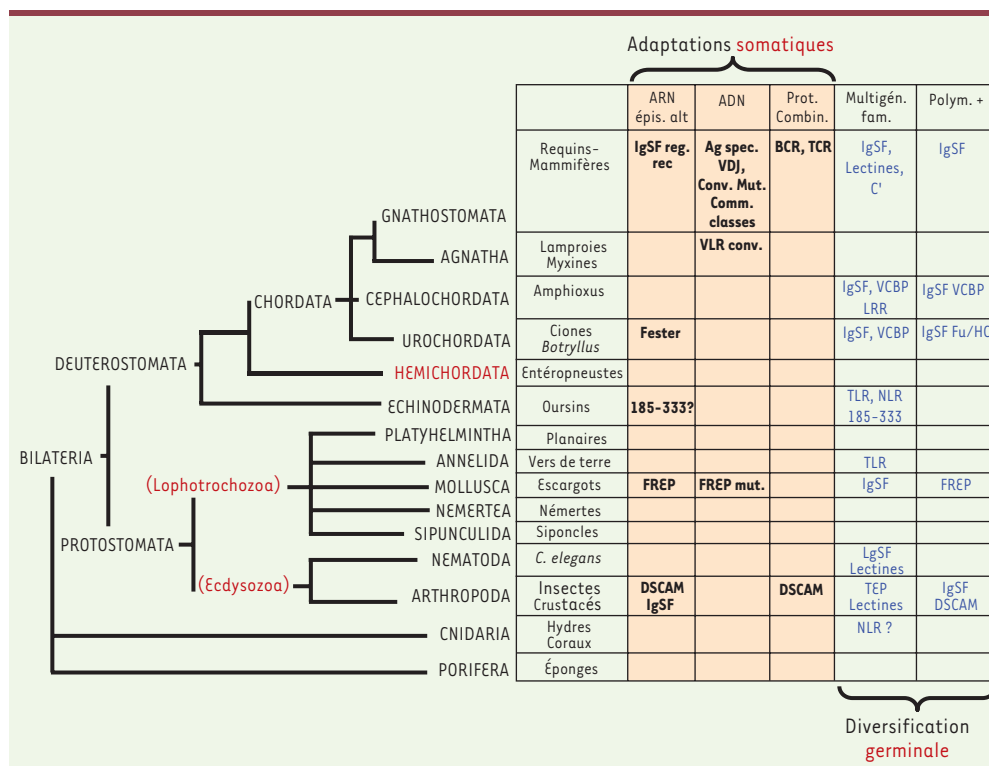 Adaptations somatiques
ARN
épis. alt
ADN
Prot.
Combin.
Multigén.
fam.
Polym. +
Requins-
Mammifères
IgSF reg.
rec
Ag spec.
VDJ,
Conv. Mut.
Comm.
classes
BCR, TCR
IgSF,
Lectines,
C'
IgSF
GNATHOSTOMATA
AGNATHA
Lamproies
Myxines
VLR conv.
CHORDATA
CEPHALOCHORDATA
Amphioxus
IgSF, VCBP
LRR
IgSF VCBP
UROCHORDATA
Ciones
Botryllus
Fester
IgSF, VCBP
IgSF Fu/HC
DEUTEROSTOMATA
HEMICHORDATA
Entéropneustes
ECHINODERMATA
Oursins
185-333?
TLR, NLR
185-333
PLATYHELMINTHA
Planaires
BILATERIA
ANNELIDA
Vers de terre
TLR
(Lophotrochozoa)
MOLLUSCA
Escargots
FREP
FREP mut.
IgSF
FREP
NEMERTEA
Némertes
SIPUNCULIDA
Siponcles
PROTOSTOMATA
NEMATODA
C. elegans
LgSF
Lectines
(Ecdysozoa)
ARTHROPODA
Insectes
Crustacés
DSCAM
IgSF
DSCAM
TEP
Lectines
IgSF
DSCAM
CNIDARIA
Hydres
Coraux
NLR ?
PORIFERA
Éponges
Diversification
germinale